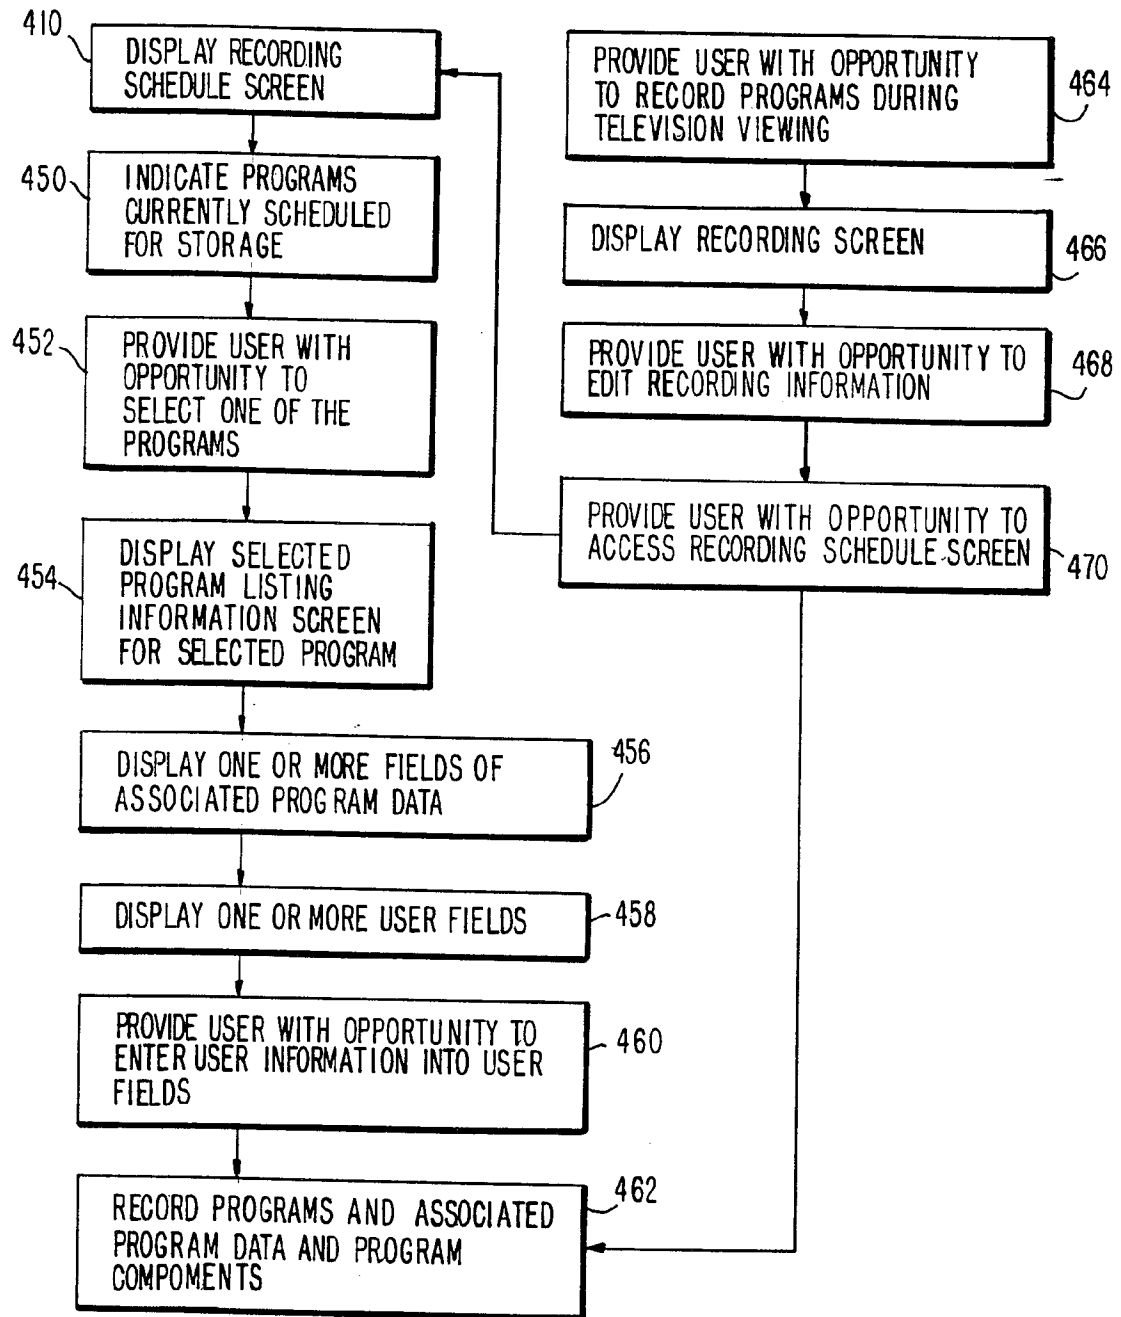 410
DISPLAY RECORDING
SCHEDULE SCREEN
450
INDICATE PROGRAMS
CURRENTLY SCHEDULED
FOR STORAGE
452
PROVIDE USER WITH
OPPORTUNITY TO
SELECT ONE OF THE
PROGRAMS
454
DISPLAY SELECTED
PROGRAM LISTING
INFORMATION SCREEN
FOR SELECTED PROGRAM
DISPLAY ONE OR MORE FIELDS OF
ASSOCIATED PROGRAM DATA
456
DISPLAY ONE OR MORE USER FIELDS
458
PROVIDE USER WITH OPPORTUNITY TO
ENTER USER INFORMATION INTO USER
FIELDS
460
RECORD PROGRAMS AND ASSOCIATED
PROGRAM DATA AND PROGRAM
COMPOMENTS
462
PROVIDE USER WITH OPPORTUNITY
TO RECORD PROGRAMS DURING
TELEVISION VIEWING
464
DISPLAY RECORDING SCREEN
466
PROVIDE USER WITH OPPORTUNITY TO
EDIT RECORDING INFORMATION
468
PROVIDE USER WITH OPPORTUNITY TO
ACCESS RECORDING SCHEDULE SCREEN
470